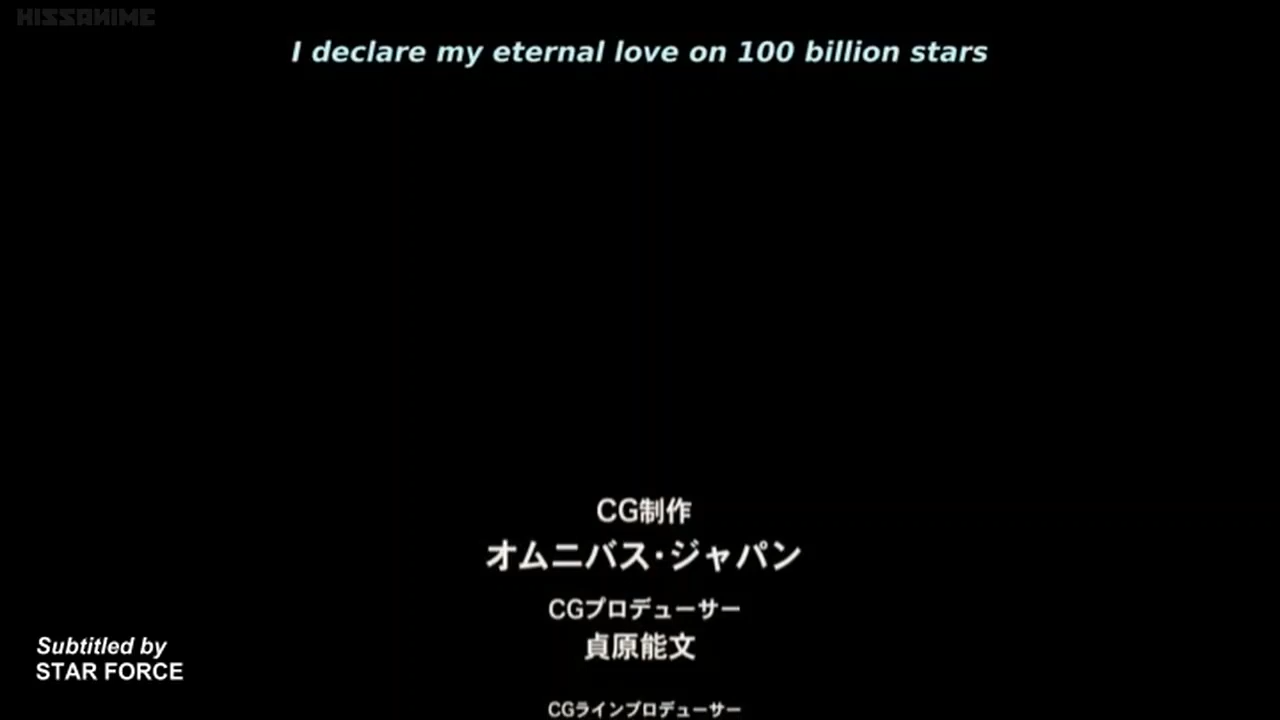 KISSANIME
I declare my eternal love on 100 billion stars
CG制作
オムニバス・ジャパン
CGプロデューサー
貞原能文
Subtitled by
STAR FORCE
CGラインプロデューサー